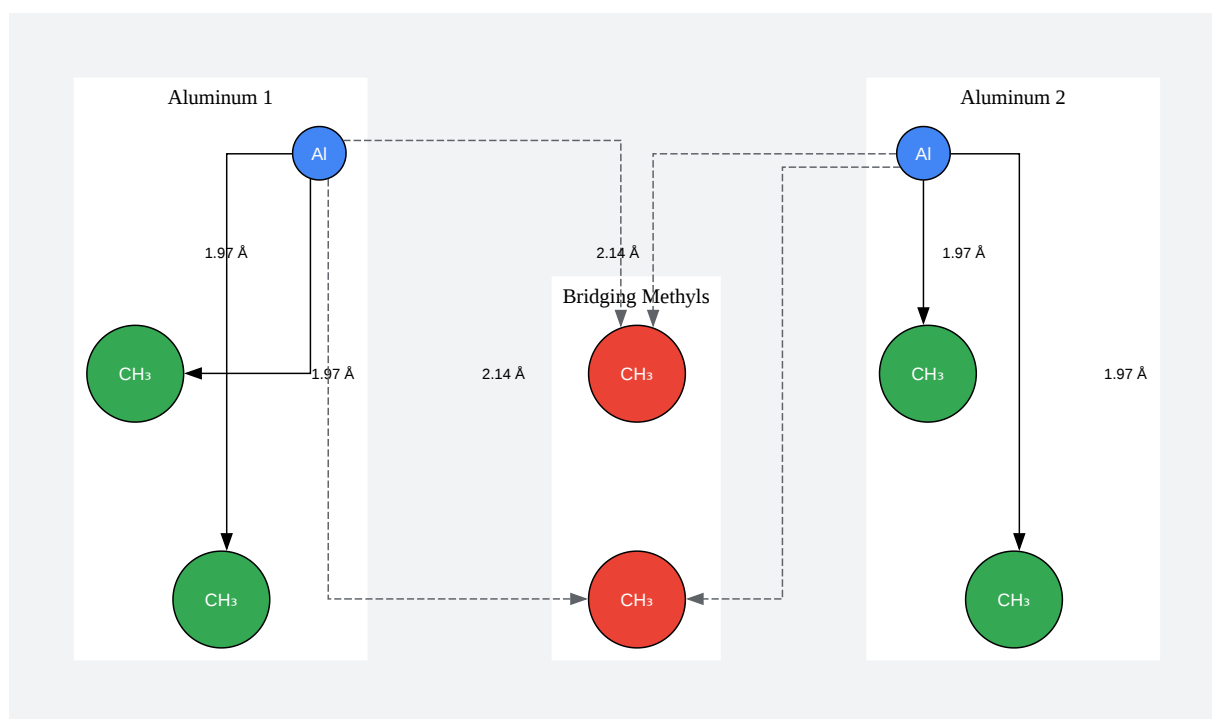 Aluminum 1
Aluminum 2
Al
Al
1.97 Å
2.14 Å
1.97 Å
Bridging Methyls
CH₃
1.97 Å
2.14 Å
CH₃
CH₃
1.97 Å
CH₃
CH₃
CH₃